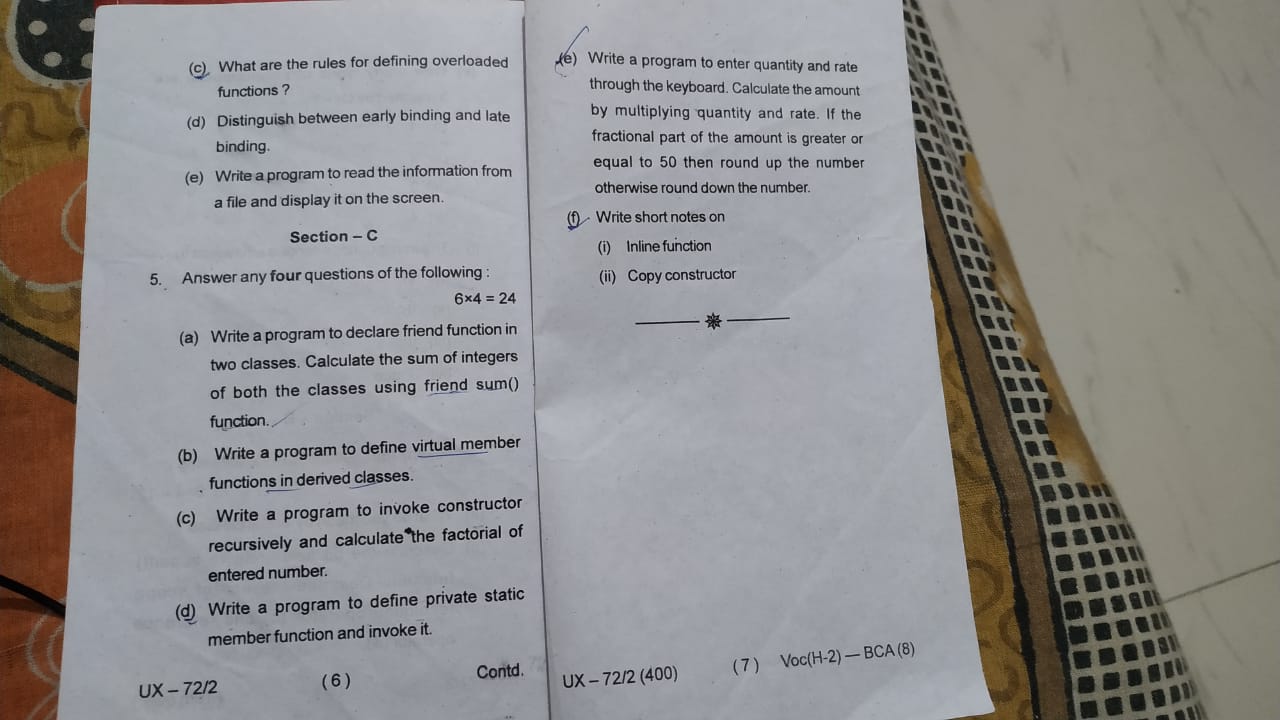 (c) What are the rules for defining overloaded
functions ?
(d) Distinguish between early binding and late
binding.
(e) Write a program to read the information from
a file and display it on the screen.
Section – C
5. Answer any four questions of the following :
6×4 = 24
(a) Write a program to declare friend function in
two classes. Calculate the sum of integers
of both the classes using friend sum()
function.
(b) Write a program to define virtual member
functions in derived classes.
(c) Write a program to invoke constructor
recursively and calculate the factorial of
entered number.
(d) Write a program to define private static
member function and invoke it.
UX – 72/2 (6) Contd.
(e) Write a program to enter quantity and rate
through the keyboard. Calculate the amount
by multiplying quantity and rate. If the
fractional part of the amount is greater or
equal to 50 then round up the number
otherwise round down the number.
(f) Write short notes on
(i) Inline function
(ii) Copy constructor
UX – 72/2 (400) (7) Voc(H-2) — BCA (8)